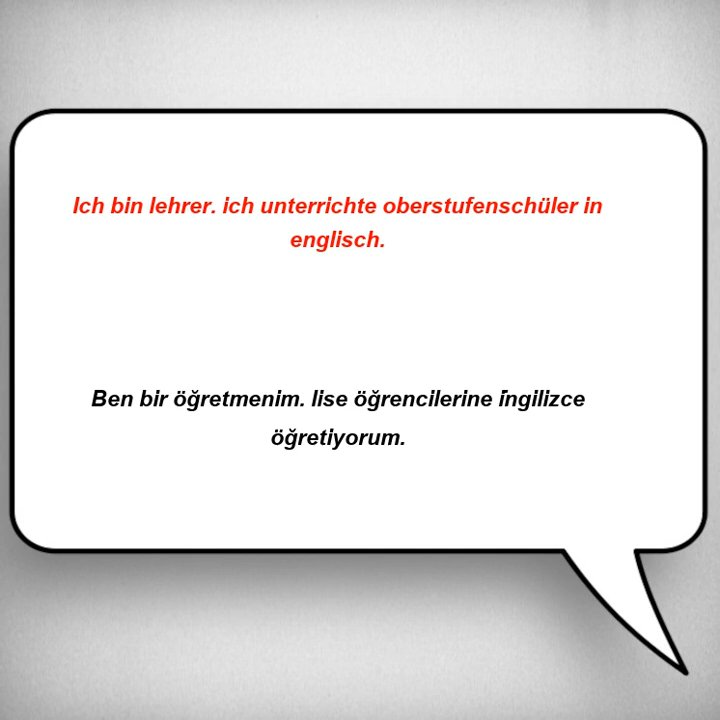 Ich bin lehrer. ich unterrichte oberstufenschüler in
englisch.
Ben bir öğretmenim. lise öğrencilerine i̇ngilizce
öğretiyorum.